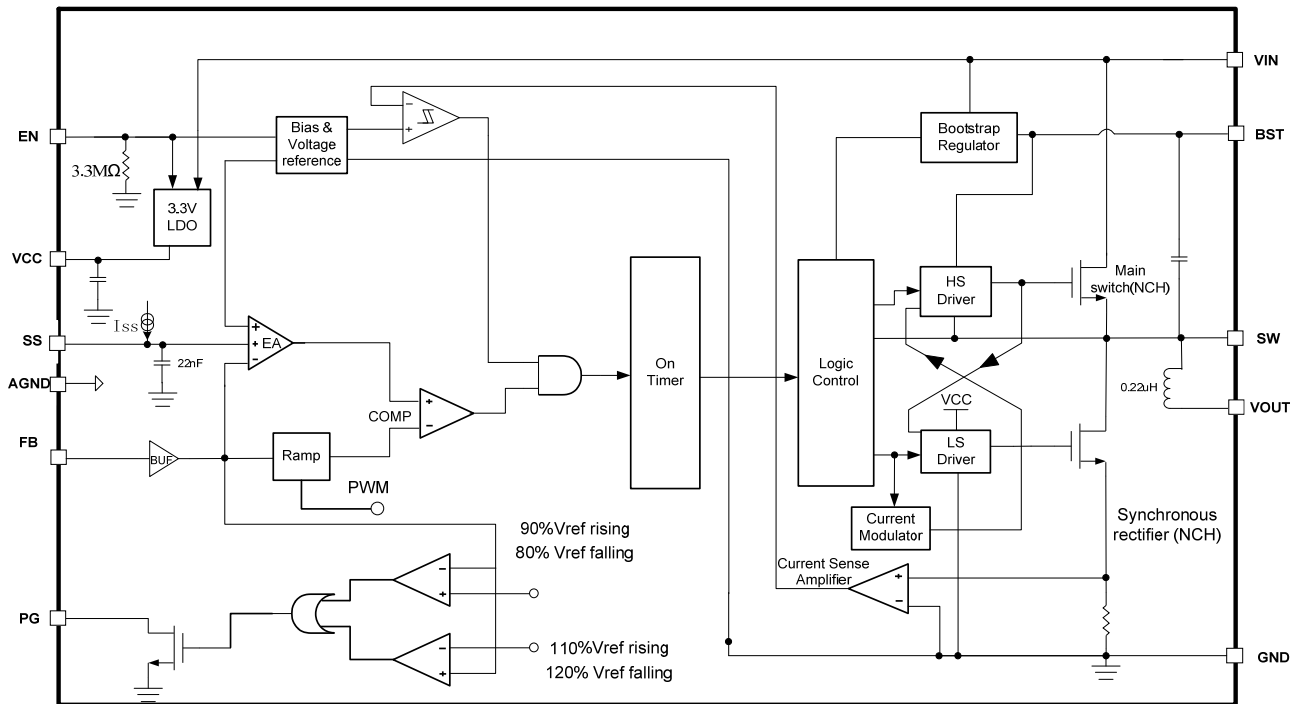 VIN
EN
Bias &
Voltage
reference
Bootstrap
Regulator
BST
3.3MΩ
3.3V
LDO
VCC
HS
Driver
Main
switch(NCH)
Iss
SS
EA
22nF
On
Timer
Logic
Control
SW
AGND
0.22uH
VOUT
COMP
VCC
FB
BUF
Ramp
LS
Driver
PWM
Current
Modulator
Synchronous
rectifier (NCH)
90%Vref rising
80% Vref falling
Current Sense
Amplifier
PG
110%Vref rising
120% Vref falling
GND
+
+
−
+
−
−
+
−
+
−
+
+
−